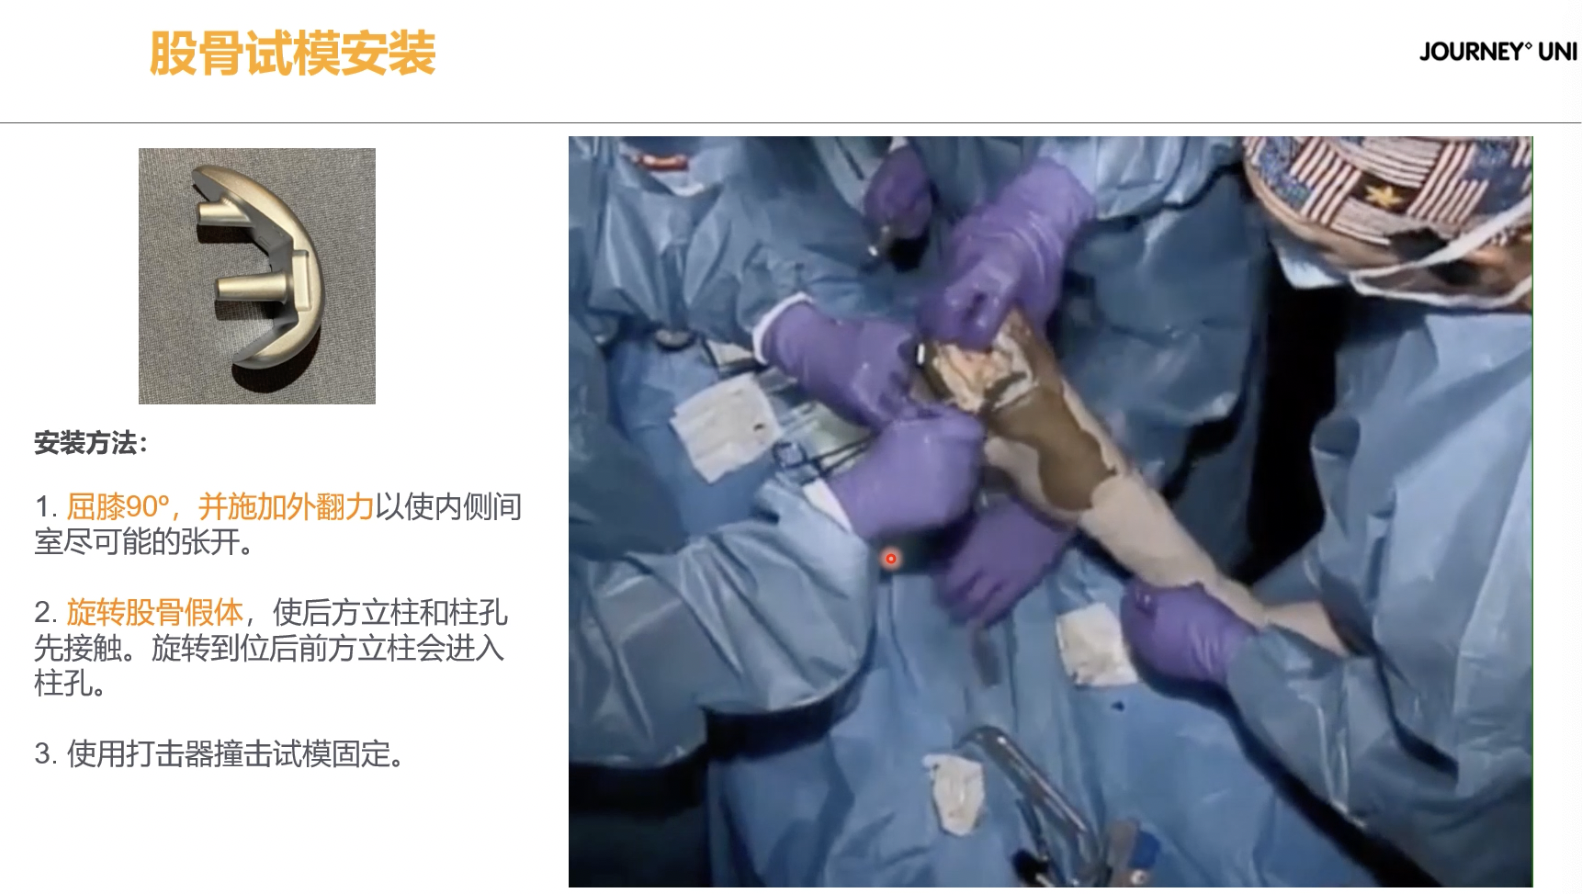 股骨试模安装
JOURNEY° UNI
安装方法：
1. 屈膝90°，并施加外翻力以使内侧间
室尽可能的张开。
2. 旋转股骨假体，使后方立柱和柱孔
先接触。旋转到位后前方立柱会进入
柱孔。
3. 使用打击器撞击试模固定。